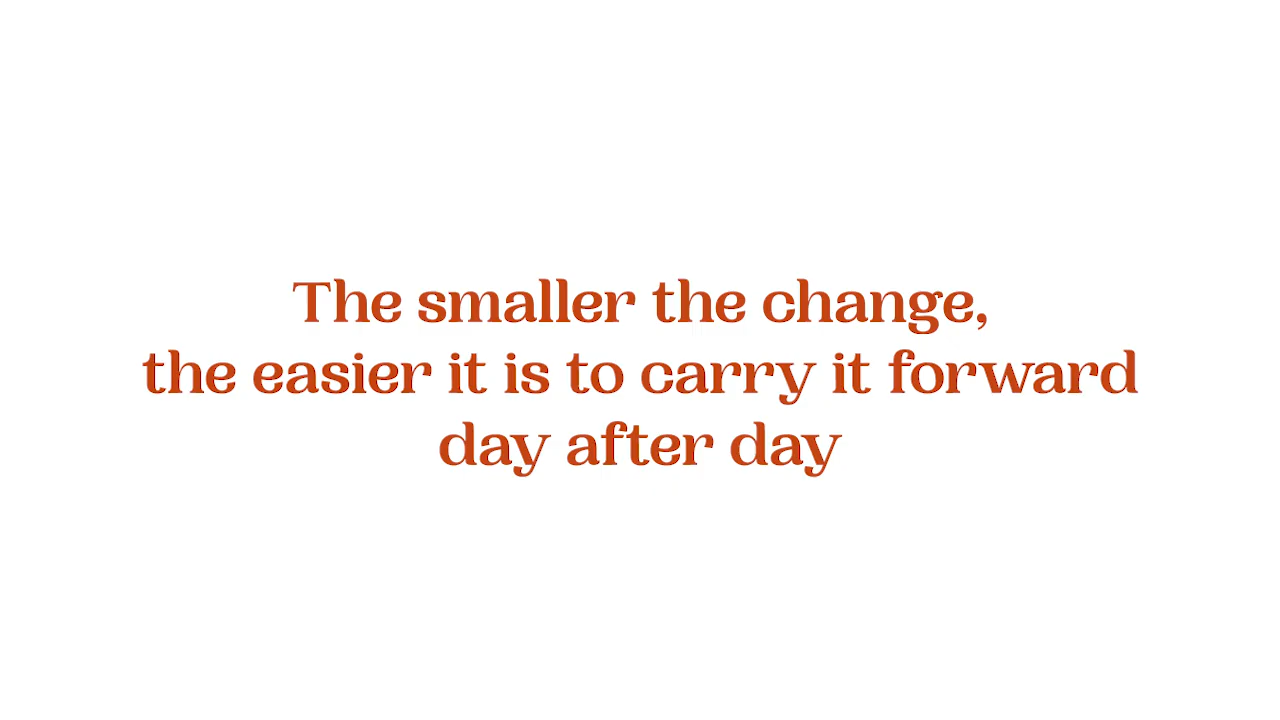 The smaller the change,
the easier it is to carry it forward
day after day